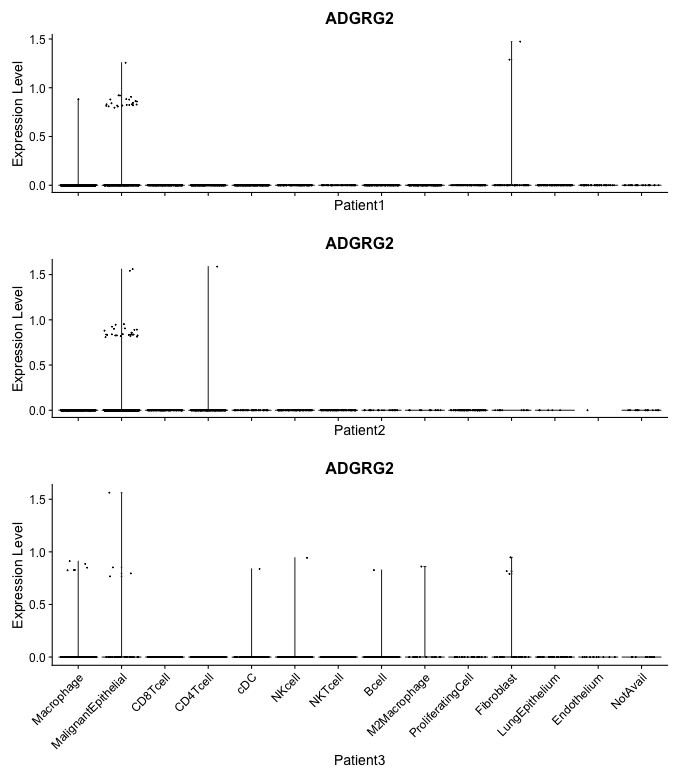 ADGRG2
Expression Level
1.5
1.0
0.5
0.0
Patient1
ADGRG2
Expression Level
1.5
1.0
0.5
0.0
Patient2
ADGRG2
Expression Level
1.5
1.0
0.5
0.0
Macrophage
MalignantEpithelial
CD8Tcell
CD4Tcell
cDC
NKcell
NKTcell
Bcell
M2Macrophage
ProliferatingCell
Fibroblast
LungEpithelium
Endothelium
NotAvail
Patient3